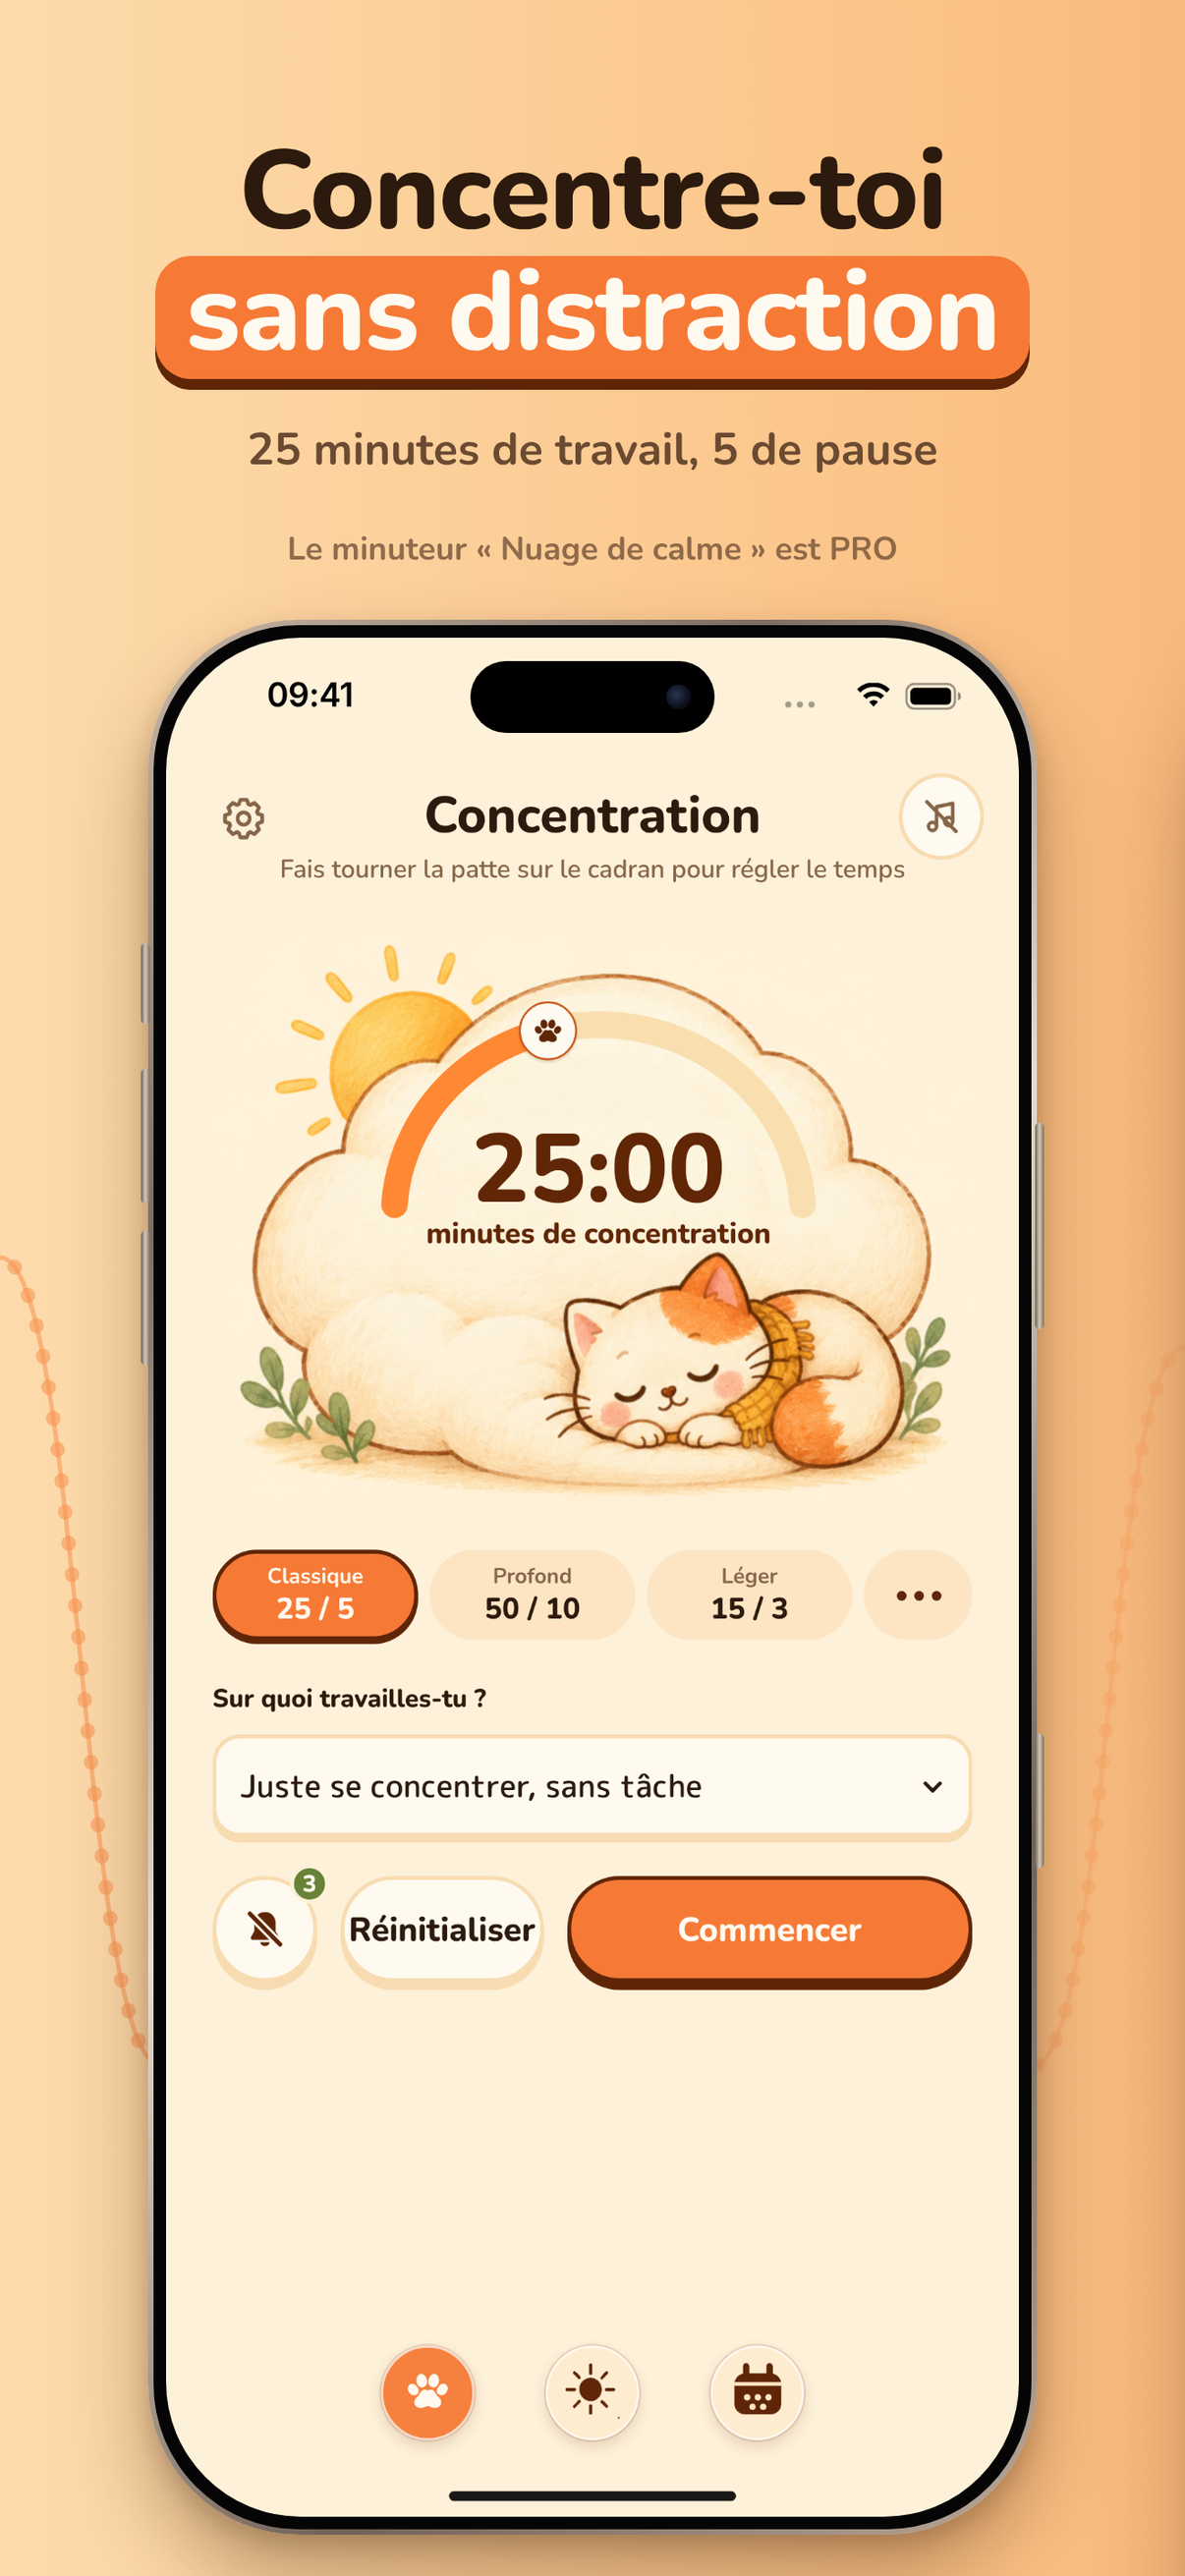 Concentre-toi
sans distraction
25 minutes de travail, 5 de pause
Le minuteur « Nuage de calme » est PRO
09:41
Concentration
Fais tourner la patte sur le cadran pour régler le temps
25:00
minutes de concentration
Classique
25 / 5
Profond
50 / 10
Léger
15 / 3
Sur quoi travailles-tu ?
Juste se concentrer, sans tâche
3
Réinitialiser
Commencer